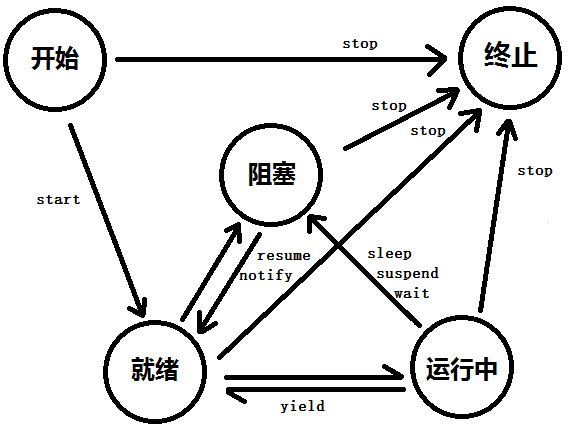 开始
stop
终止
stop
stop
阻塞
stop
start
resume
notify
sleep
suspend
wait
就绪
运行中
yield